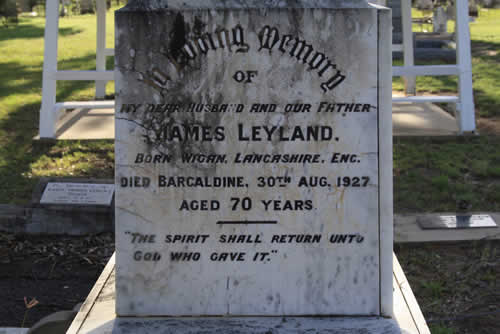 In Loving Memory
OF
MY DEAR HUSBAND AND OUR FATHER
JAMES LEYLAND.
BORN WIGAN, LANCASHIRE, ENG.
DIED BARCALDINE, 30TH AUG. 1927
AGED 70 YEARS.
"THE SPIRIT SHALL RETURN UNTO
GOD WHO GAVE IT."